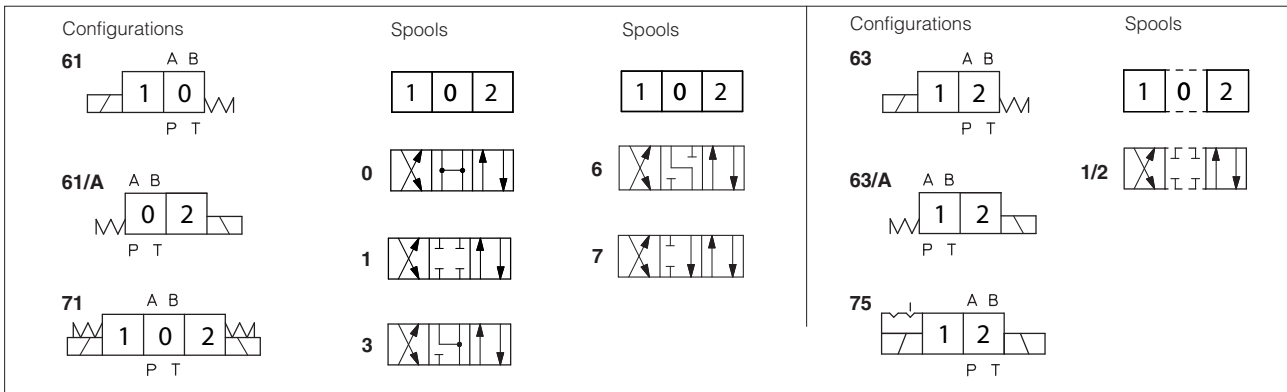 Configurations
Spools
Spools
61
A B
1 0
P T
61/A
A B
0 2
P T
71
A B
1 0 2
P T
1 0 2
0
1
3
1 0 2
6
7
Configurations
Spools
63
A B
1 2
P T
63/A
A B
1 2
P T
75
A B
1 2
P T
1 0 2
1/2